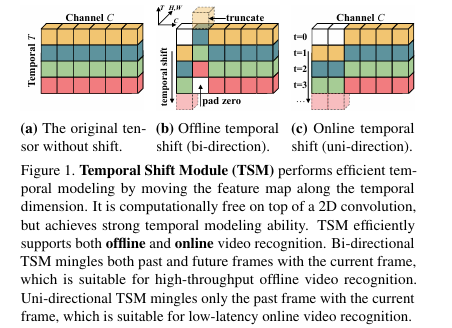 Channel C
Temporal T
T H,W
C
truncate
temporal shift
pad zero
Channel C
t=0
t=1
t=2
t=3
...
(a) The original ten-
sor without shift.
(b) Offline temporal
shift (bi-direction).
(c) Online temporal
shift (uni-direction).
Figure 1. Temporal Shift Module (TSM) performs efficient tem-
poral modeling by moving the feature map along the temporal
dimension. It is computationally free on top of a 2D convolution,
but achieves strong temporal modeling ability. TSM efficiently
supports both offline and online video recognition. Bi-directional
TSM mingles both past and future frames with the current frame,
which is suitable for high-throughput offline video recognition.
Uni-directional TSM mingles only the past frame with the current
frame, which is suitable for low-latency online video recognition.